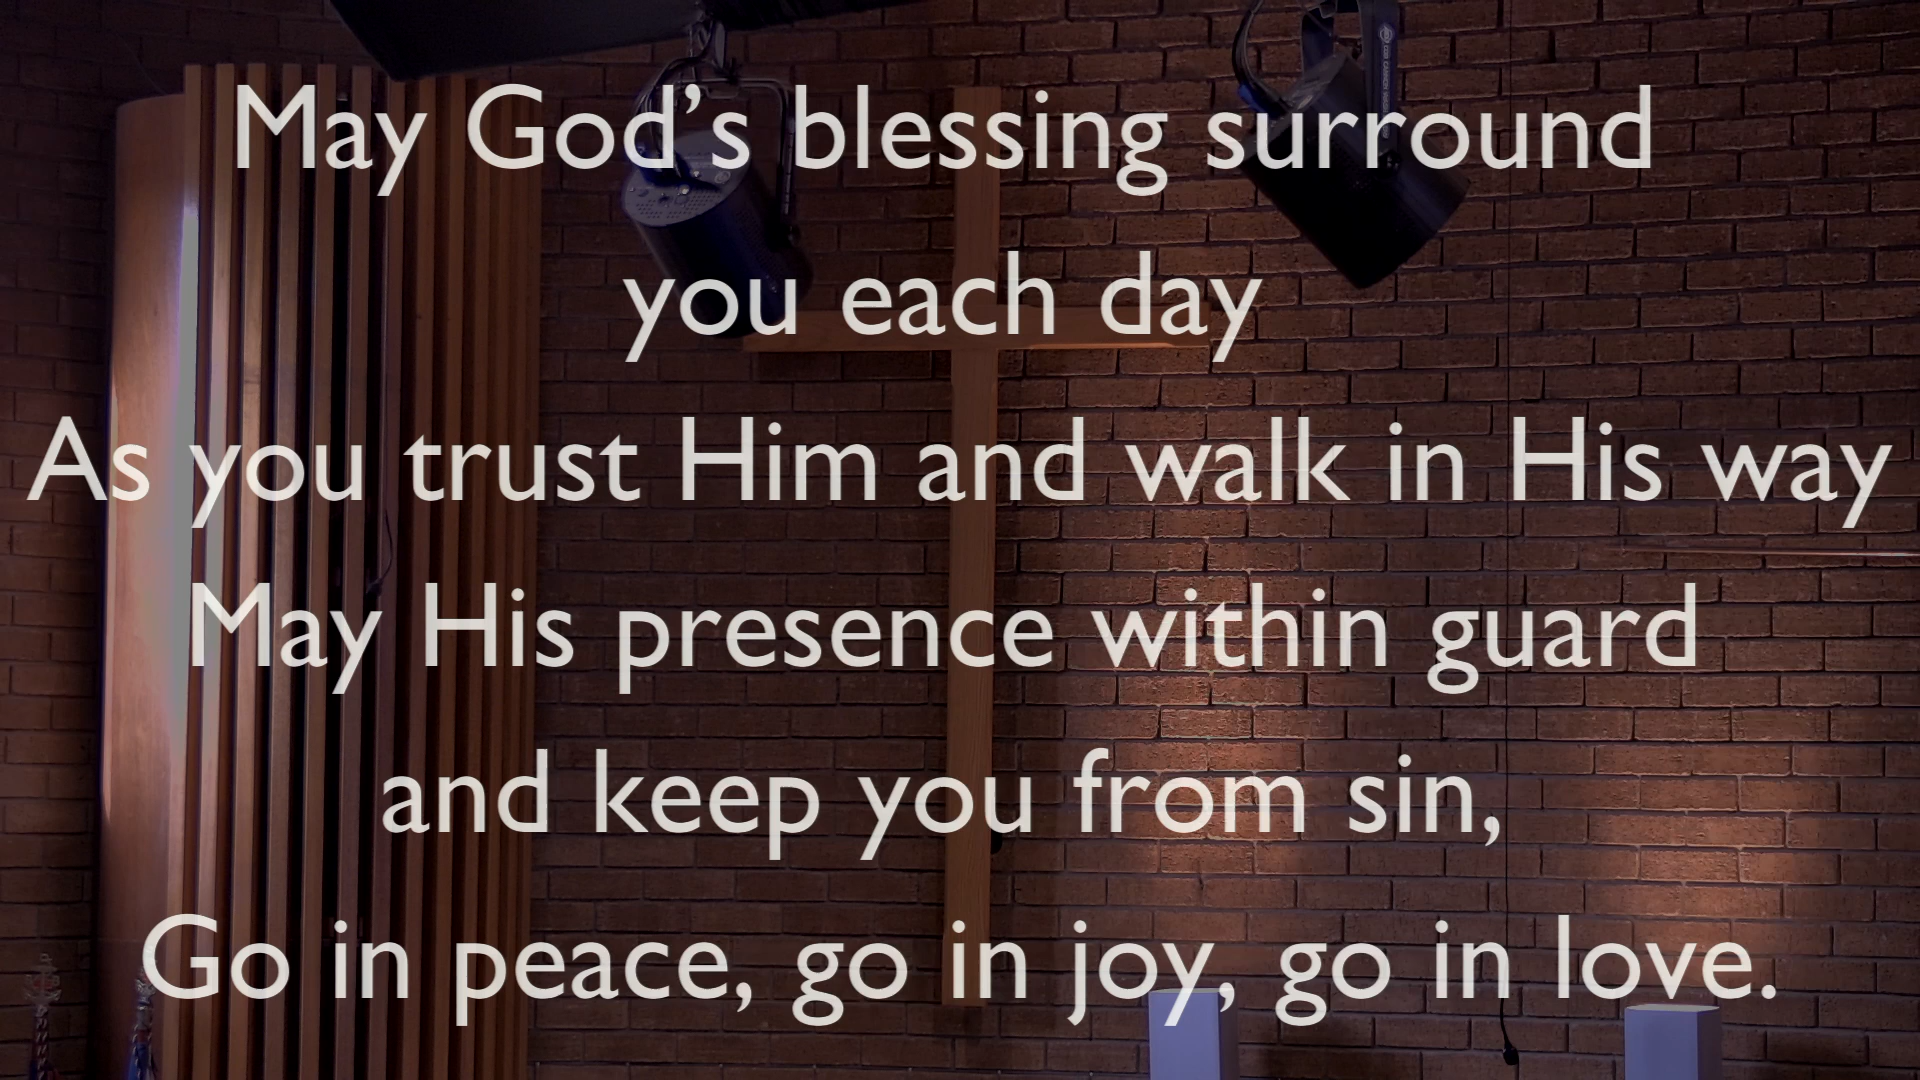 May God’s blessing surround
you each day
As you trust Him and walk in His way
May His presence within guard
and keep you from sin,
Go in peace, go in joy, go in love.